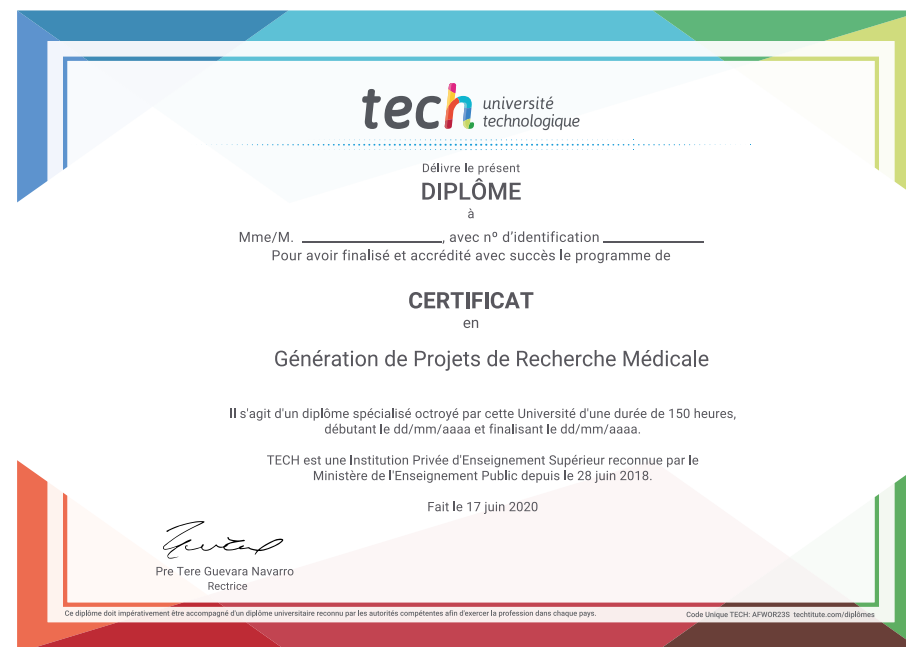 tech université
technologique
Délivre le présent
DIPLÔME
à
Mme/M. ____________________, avec nº d'identification ______________
Pour avoir finalisé et accrédité avec succès le programme de
CERTIFICAT
en
Génération de Projets de Recherche Médicale
Il s'agit d'un diplôme spécialisé octroyé par cette Université d'une durée de 150 heures,
débutant le dd/mm/aaaa et finalisant le dd/mm/aaaa.
TECH est une Institution Privée d'Enseignement Supérieur reconnue par le
Ministère de l'Enseignement Public depuis le 28 juin 2018.
Fait le 17 juin 2020
Pre Tere Guevara Navarro
Rectrice
Ce diplôme doit impérativement être accompagné d'un diplôme universitaire reconnu par les autorités compétentes afin d'exercer la profession dans chaque pays.
Code Unique TECH: AFWOR23S techtitute.com/diplômes